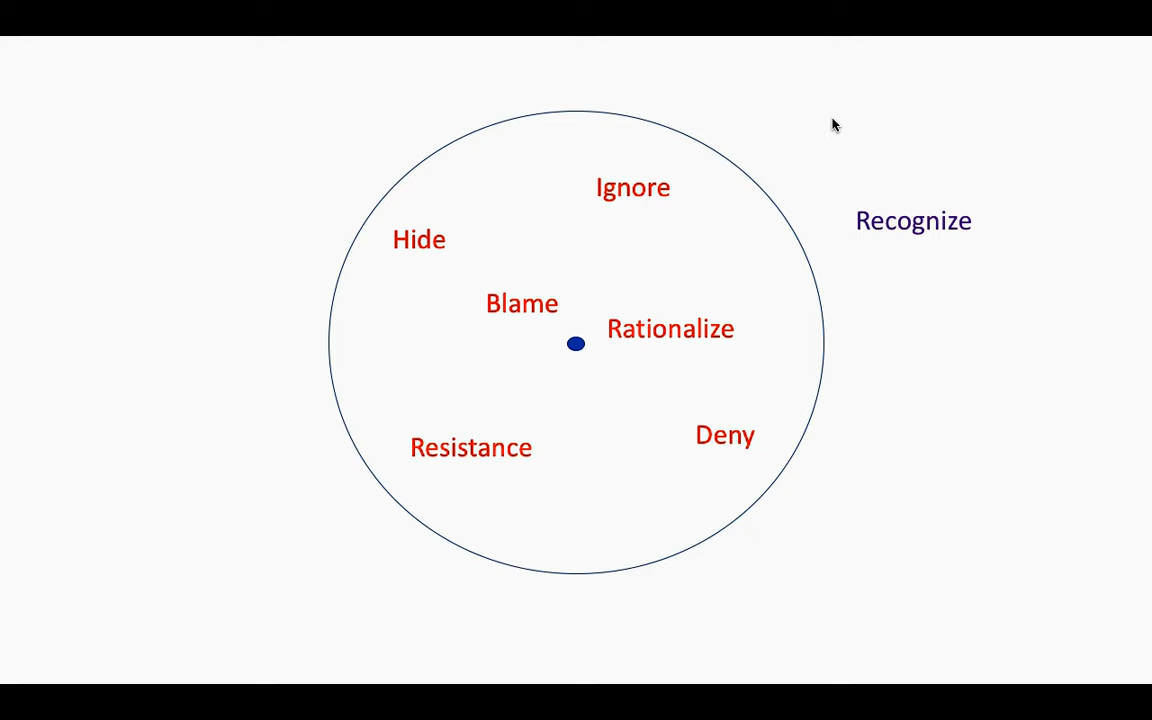 Ignore
Recognize
Hide
Blame
Rationalize
Deny
Resistance